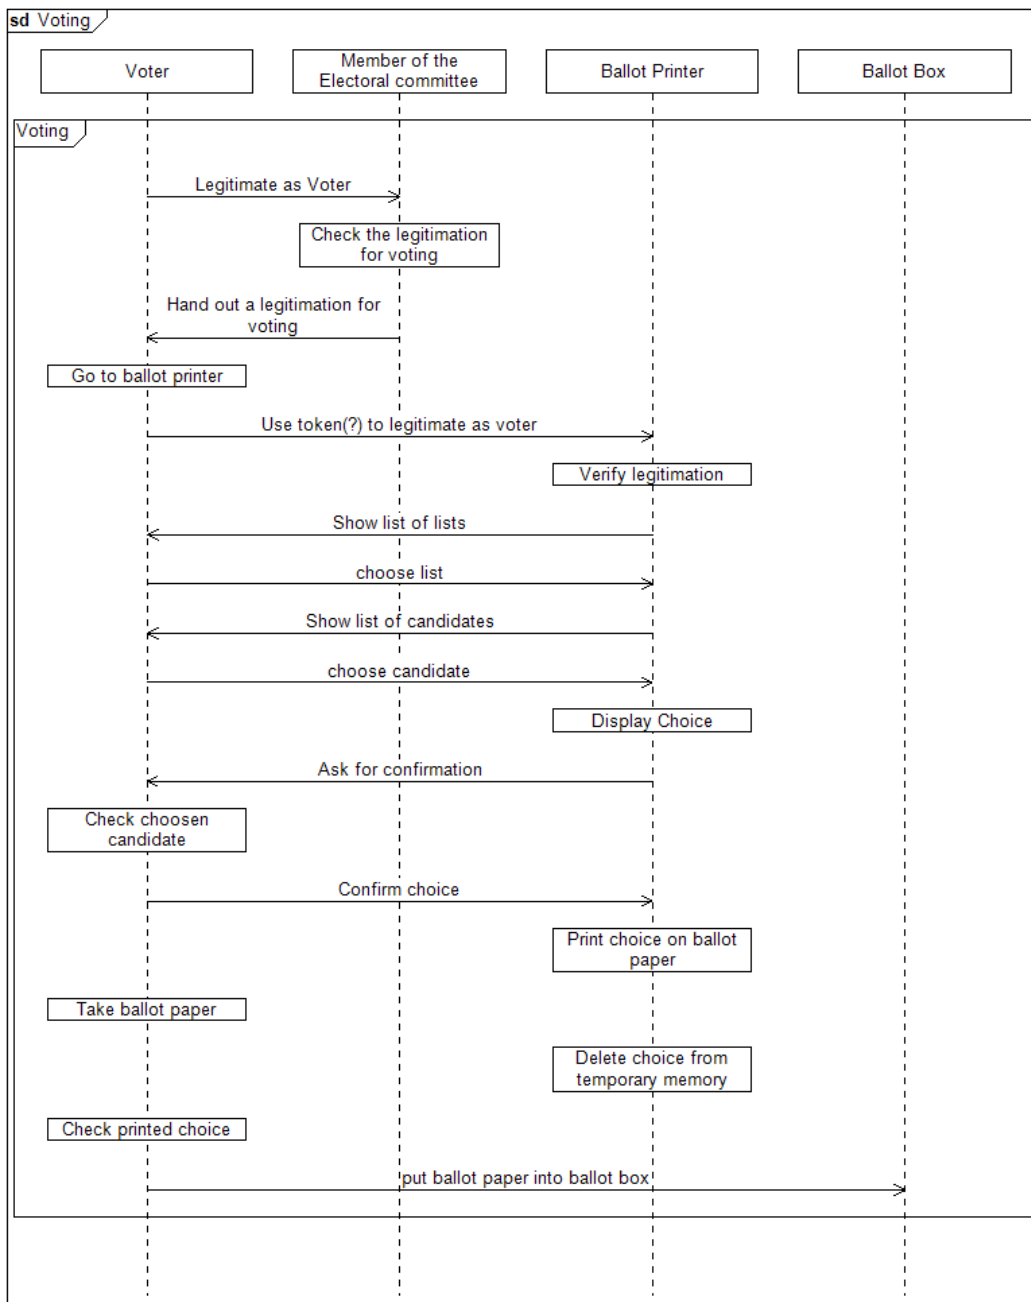 sd Voting
Voter
Member of the
Electoral committee
Ballot Printer
Ballot Box
Voting
Legitimate as Voter
Check the legitimation
for voting
Hand out a legitimation for
voting
Go to ballot printer
Use token(?) to legitimate as voter
Verify legitimation
Show list of lists
choose list
Show list of candidates
choose candidate
Display Choice
Ask for confirmation
Check choosen
candidate
Confirm choice
Print choice on ballot
paper
Take ballot paper
Delete choice from
temporary memory
Check printed choice
put ballot paper into ballot box